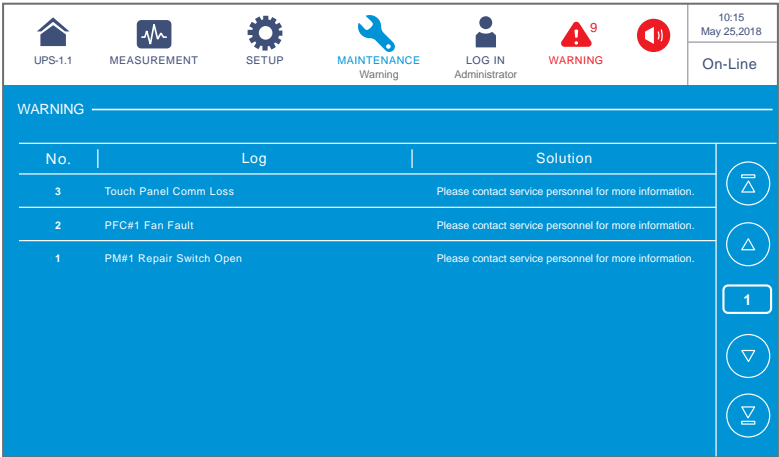 9
10:15
May 25,2018
UPS-1.1 MEASUREMENT SETUP MAINTENANCE LOG IN WARNING
Warning Administrator
On-Line
WARNING
No. Log Solution
3 Touch Panel Comm Loss Please contact service personnel for more information.
2 PFC#1 Fan Fault Please contact service personnel for more information.
1 PM#1 Repair Switch Open Please contact service personnel for more information.
1